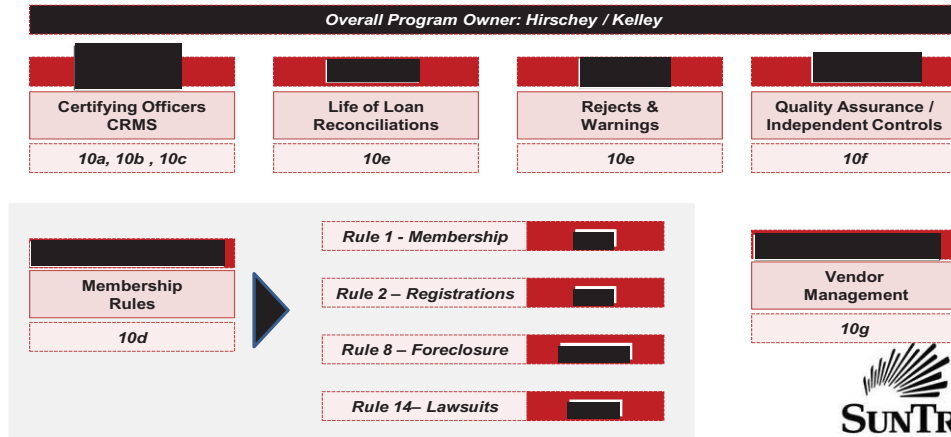 Overall Program Owner: Hirschey / Kelley
Certifying Officers
CRMS
10a, 10b , 10c
Life of Loan
Reconciliations
10e
Rejects &
Warnings
10e
Quality Assurance /
Independent Controls
10f
Membership
Rules
10d
Rule 1 - Membership
Rule 2 – Registrations
Rule 8 – Foreclosure
Rule 14– Lawsuits
Vendor
Management
10g